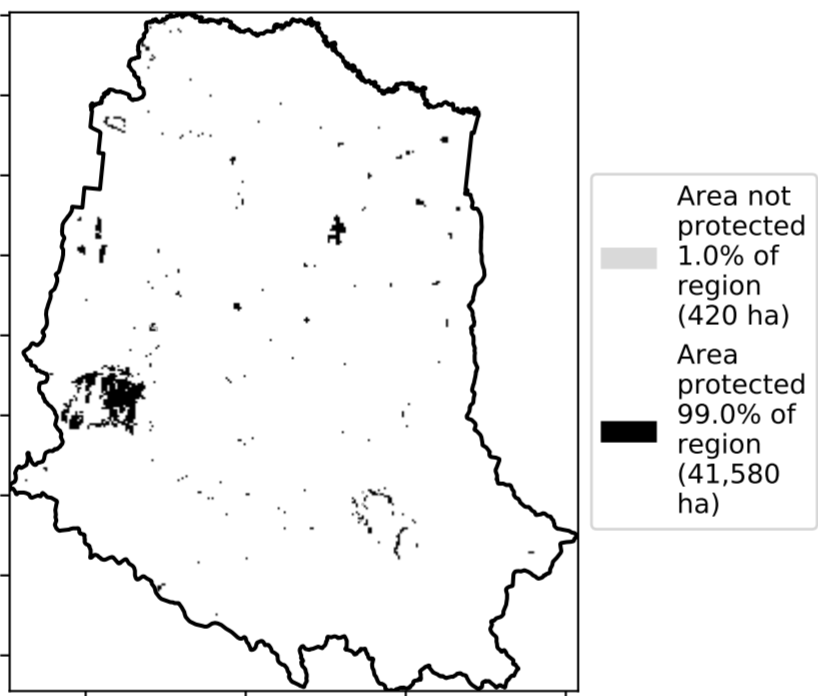 Area not
protected
1.0% of
region
(420 ha)
Area
protected
99.0% of
region
(41,580
ha)